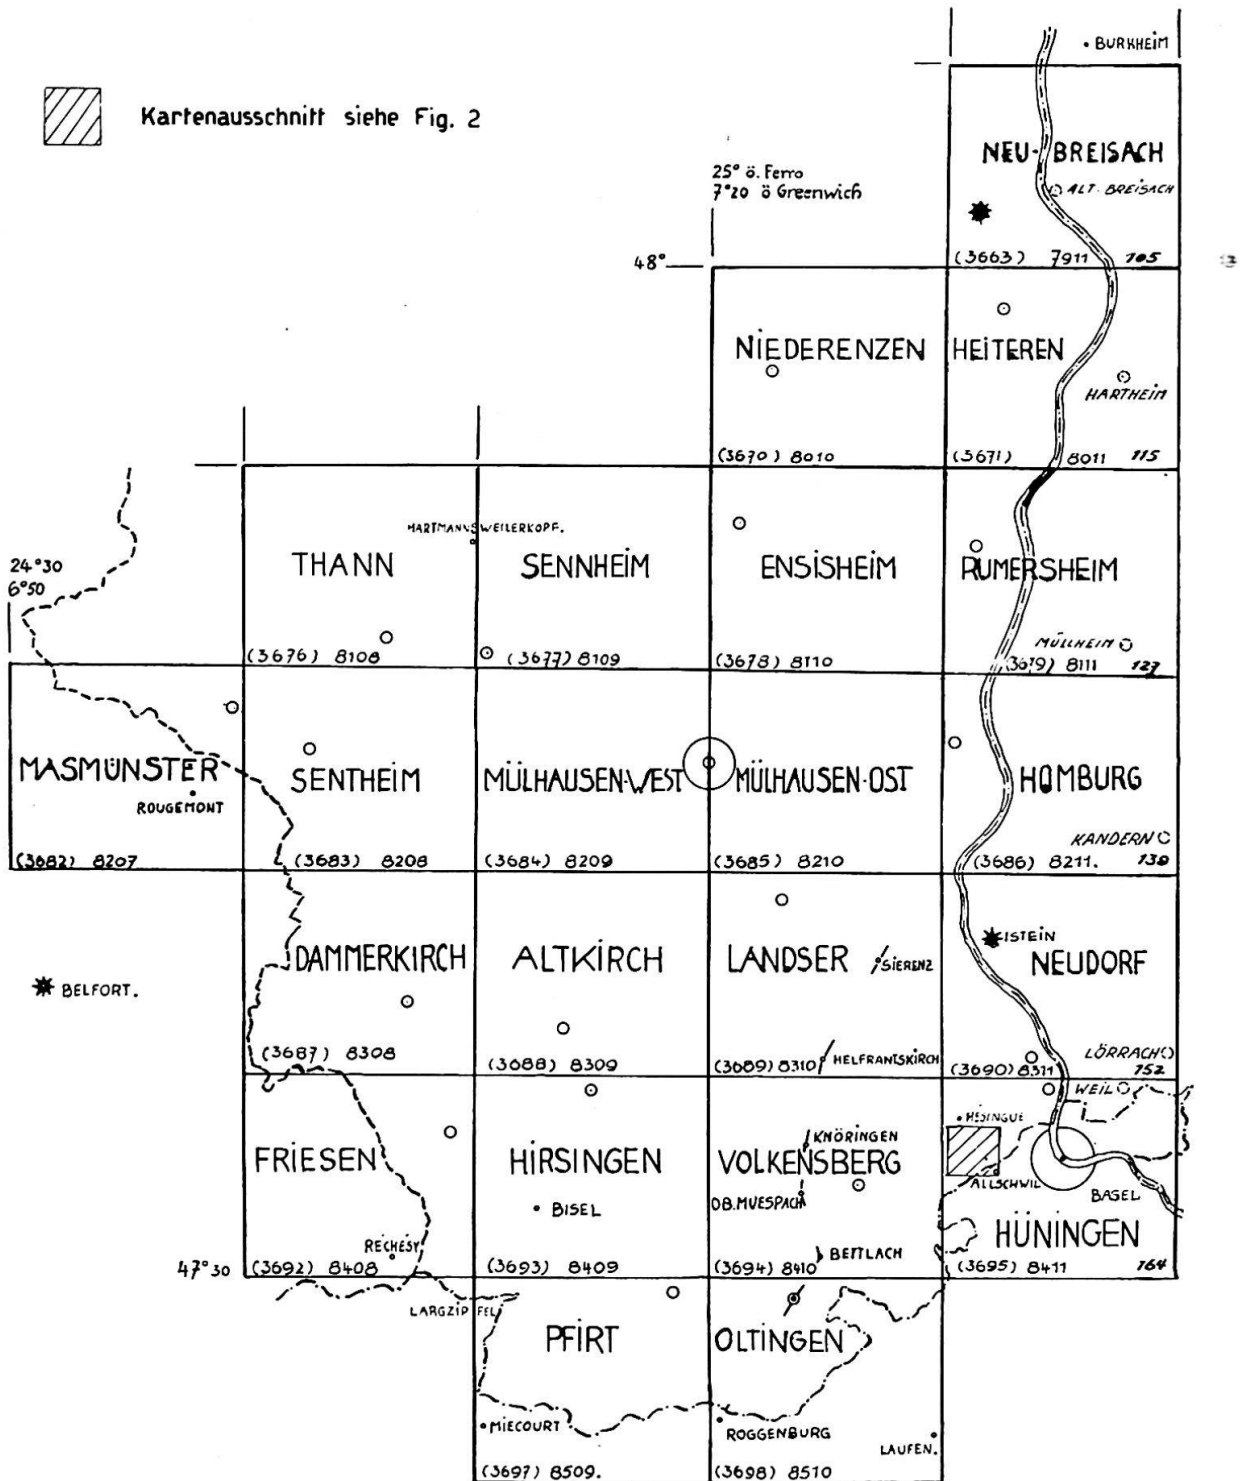 BURKHEIM
Kartenausschnitt siehe Fig. 2
NEU-BREISACH
25° ö. Ferro
7°20 ö Greenwich
ALT. BREISACH
48°
(3663) 7911 105
NIEDERENZEN
HEITEREN
HARTHEIM
(3670) 8010
(3671) 8011 115
HARTMANNSWEILERKOPF.
THANN
SENNHEIM
ENSISHEIM
RUMERSHEIM
24°30
6°50
MÜLLHEIM
(3676) 8108
(3677) 8109
(3678) 8110
(3679) 8111 127
MASMÜNSTER
SENTHEIM
MÜLHAUSEN-WEST
MÜLHAUSEN-OST
HOMBURG
ROUGEMONT
KANDERN
(3682) 8207
(3683) 8208
(3684) 8209
(3685) 8210
(3686) 8211. 139
DAMMERKIRCH
ALTKIRCH
LANDSER
SIERENZ
ISTEIN
NEUDORF
BELFORT.
(3687) 8308
(3688) 8309
(3689) 8310
HELFRANTSKIRCH
LÖRRACH
(3690) 8311 152
WEIL
HÉSINGUE
FRIESEN
HIRSINGEN
KNÖRINGEN
VOLKENSBERG
ALLSCHWIL
BASEL
BISEL
OB.MUESPACH
HÜNINGEN
RÉCHÉSY
BETTLACH
47°30
(3692) 8408
(3693) 8409
(3694) 8410
(3695) 8411 164
LARGZIPFEL
PFIRT
OLTINGEN
MIECOURT
ROGGENBURG
LAUFEN.
(3697) 8509.
(3698) 8510